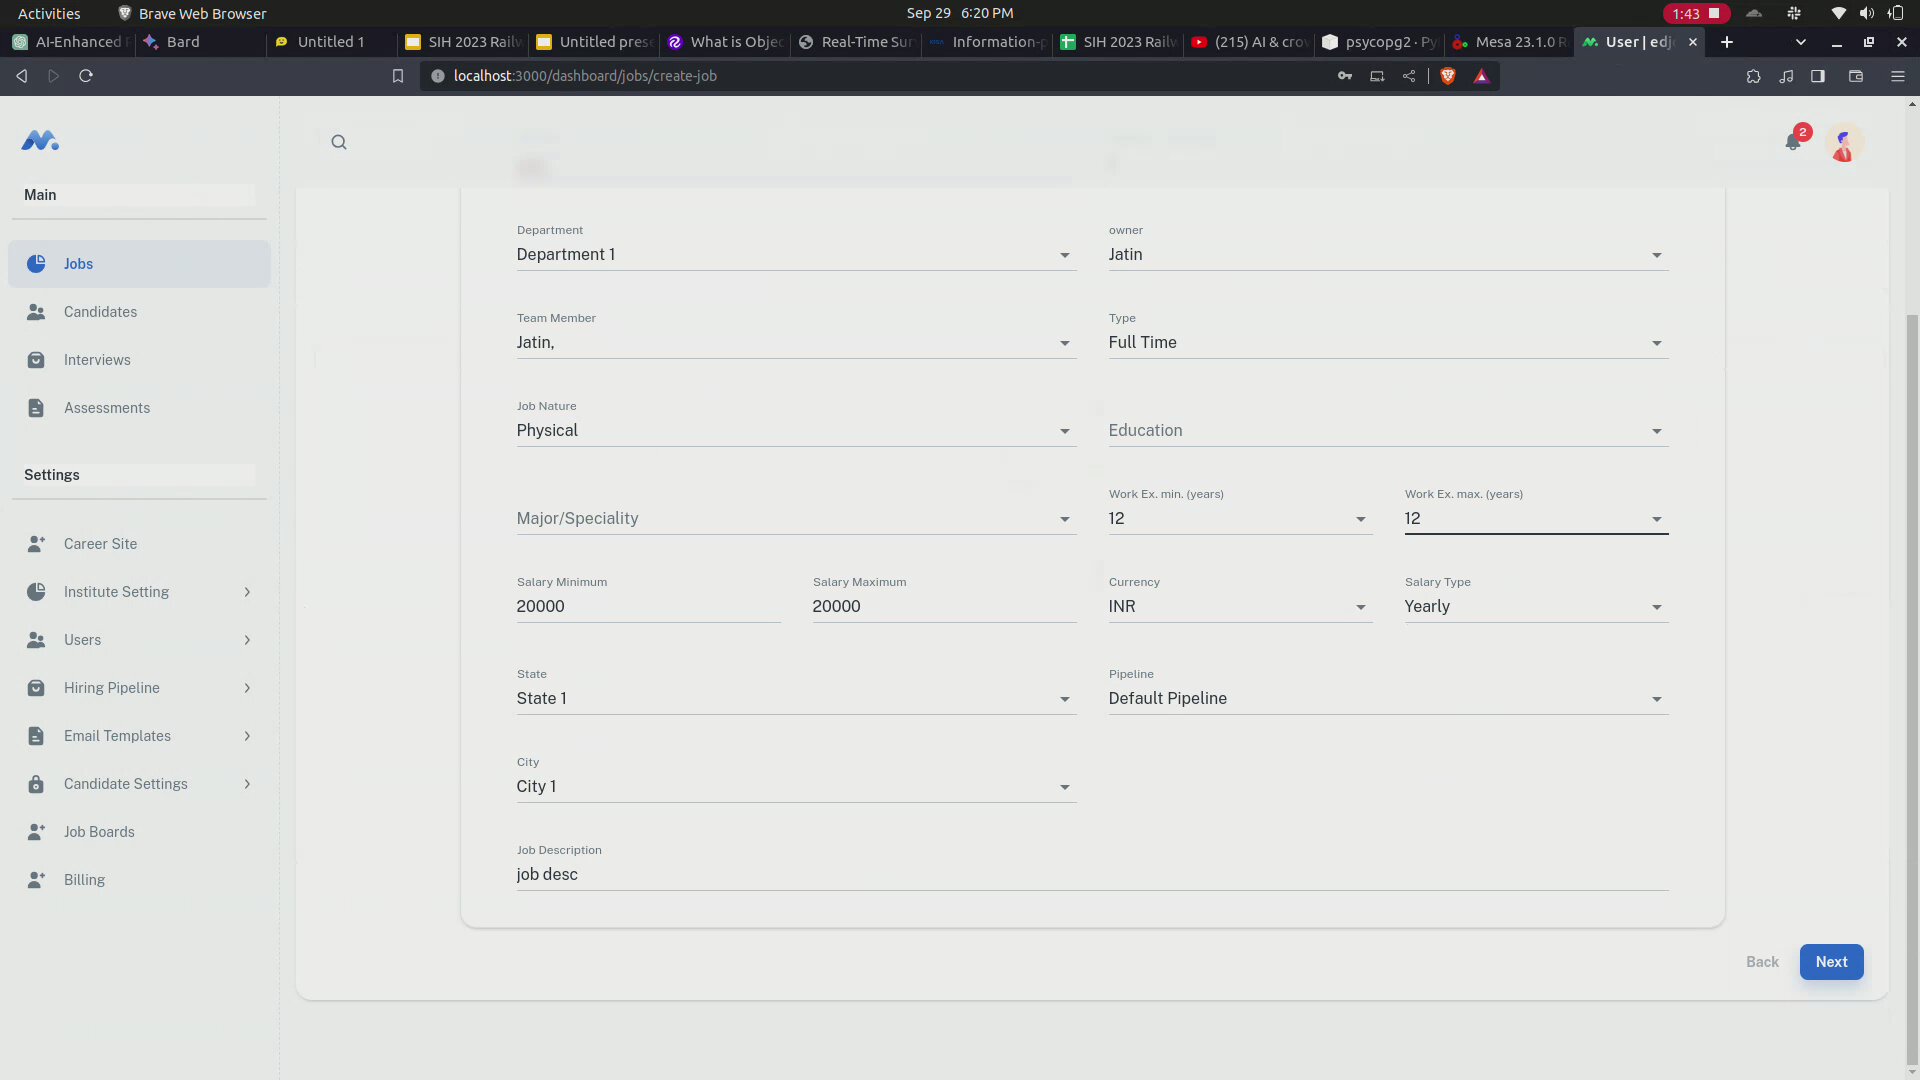 Activities
Brave Web Browser
Sep 29 6:20 PM
1:43
AI-Enhanced
Bard
Untitled 1
SIH 2023 Railw
Untitled prese
What is Objec
Real-Time Sur
Information-p
SIH 2023 Railw
(215) AI & crow
psycopg2 · Py
Mesa 23.1.0 R
User | edj
localhost:3000/dashboard/jobs/create-job
2
Main
Jobs
Candidates
Interviews
Assessments
Settings
Career Site
Institute Setting
Users
Hiring Pipeline
Email Templates
Candidate Settings
Job Boards
Billing
Department
Department 1
owner
Jatin
Team Member
Jatin,
Type
Full Time
Job Nature
Physical
Education
Major/Speciality
Work Ex. min. (years)
12
Work Ex. max. (years)
12
Salary Minimum
20000
Salary Maximum
20000
Currency
INR
Salary Type
Yearly
State
State 1
Pipeline
Default Pipeline
City
City 1
Job Description
job desc
Back
Next